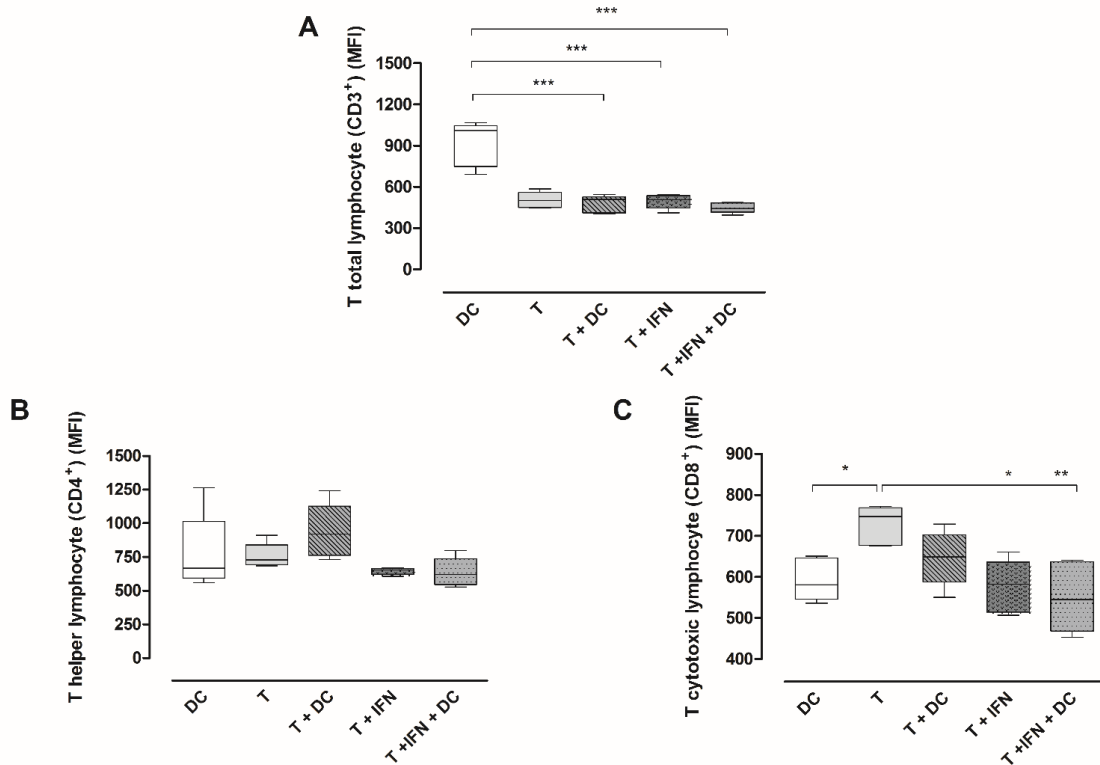 A
T total lymphocyte (CD3⁺) (MFI)
***
***
***
1500
1200
900
600
300
0
DC
T
T + DC
T + IFN
T +IFN + DC
B
T helper lymphocyte (CD4⁺) (MFI)
1500
1250
1000
750
500
250
0
DC
T
T + DC
T + IFN
T +IFN + DC
C
T cytotoxic lymphocyte (CD8⁺) (MFI)
* * **
900
800
700
600
500
400
DC
T
T + DC
T + IFN
T +IFN + DC